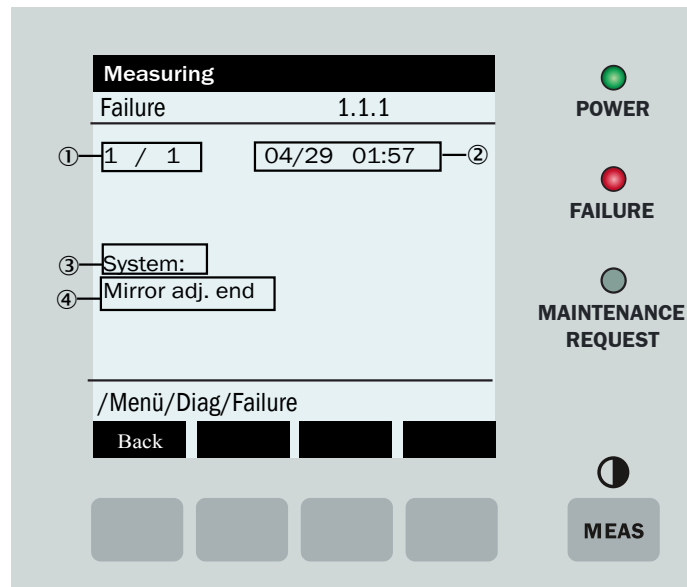 Measuring
Failure 1.1.1
① 1 / 1 04/29 01:57 ②
③ System:
④ Mirror adj. end
/Menü/Diag/Failure
Back
POWER
FAILURE
MAINTENANCE
REQUEST
MEAS